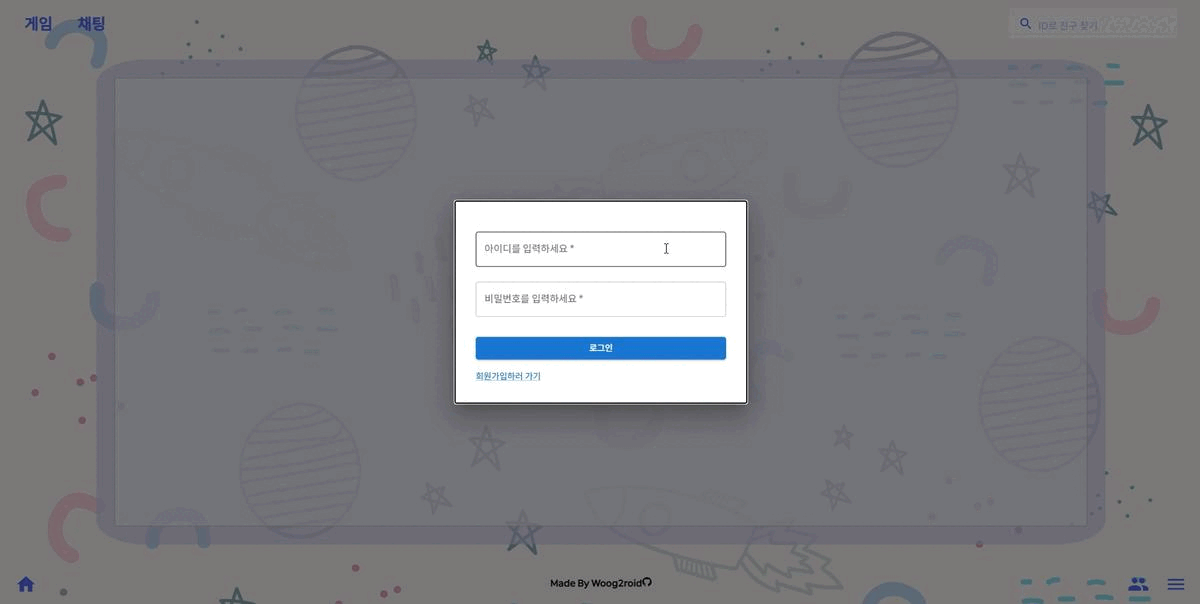 게임 채팅
ID로 친구 찾기
아이디를 입력하세요 *
비밀번호를 입력하세요 *
로그인
회원가입하러 가기
Made By Woog2roid